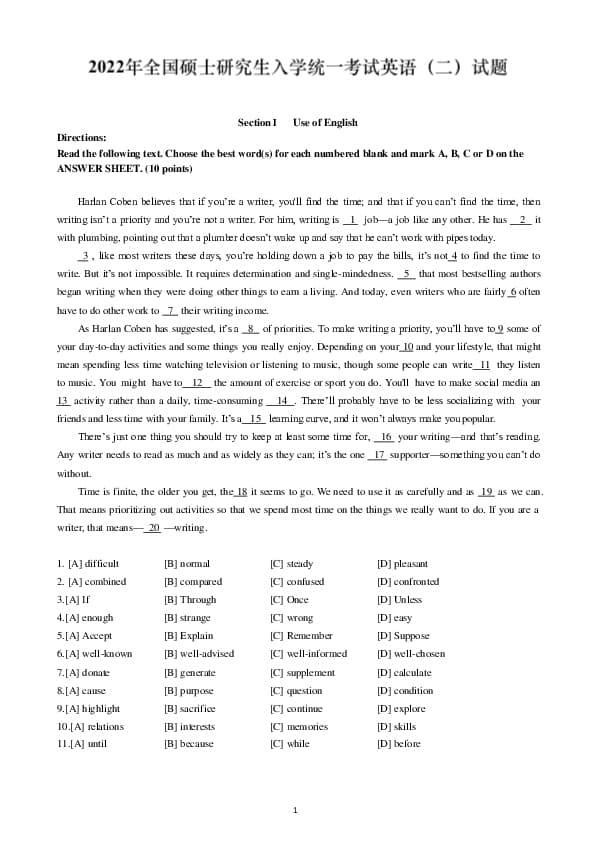 2022年全国硕士研究生入学统一考试英语（二）试题
Section I Use of English
Directions:
Read the following text. Choose the best word(s) for each numbered blank and mark A, B, C or D on the
ANSWER SHEET. (10 points)
Harlan Coben believes that if you're a writer, you'll find the time; and that if you can't find the time, then
writing isn't a priority and you're not a writer. For him, writing is __1__ job—a job like any other. He has __2__ it
with plumbing, pointing out that a plumber doesn't wake up and say that he can't work with pipes today.
__3__, like most writers these days, you're holding down a job to pay the bills, it's not 4 to find the time to
write. But it's not impossible. It requires determination and single-mindedness. __5__ that most bestselling authors
began writing when they were doing other things to earn a living. And today, even writers who are fairly 6 often
have to do other work to __7__ their writing income.
As Harlan Coben has suggested, it's a __8__ of priorities. To make writing a priority, you'll have to 9 some of
your day-to-day activities and some things you really enjoy. Depending on your 10 and your lifestyle, that might
mean spending less time watching television or listening to music, though some people can write __11__ they listen
to music. You might have to __12__ the amount of exercise or sport you do. You'll have to make social media an
13 activity rather than a daily, time-consuming __14__. There'll probably have to be less socializing with your
friends and less time with your family. It's a __15__ learning curve, and it won't always make you popular.
There's just one thing you should try to keep at least some time for, __16__ your writing—and that's reading.
Any writer needs to read as much and as widely as they can; it's the one __17__ supporter—something you can't do
without.
Time is finite, the older you get, the 18 it seems to go. We need to use it as carefully and as __19__ as we can.
That means prioritizing out activities so that we spend most time on the things we really want to do. If you are a
writer, that means—__20__—writing.
1. [A] difficult [B] normal [C] steady [D] pleasant
2. [A] combined [B] compared [C] confused [D] confronted
3.[A] If [B] Through [C] Once [D] Unless
4.[A] enough [B] strange [C] wrong [D] easy
5.[A] Accept [B] Explain [C] Remember [D] Suppose
6.[A] well-known [B] well-advised [C] well-informed [D] well-chosen
7.[A] donate [B] generate [C] supplement [D] calculate
8.[A] cause [B] purpose [C] question [D] condition
9.[A] highlight [B] sacrifice [C] continue [D] explore
10.[A] relations [B] interests [C] memories [D] skills
11.[A] until [B] because [C] while [D] before
1